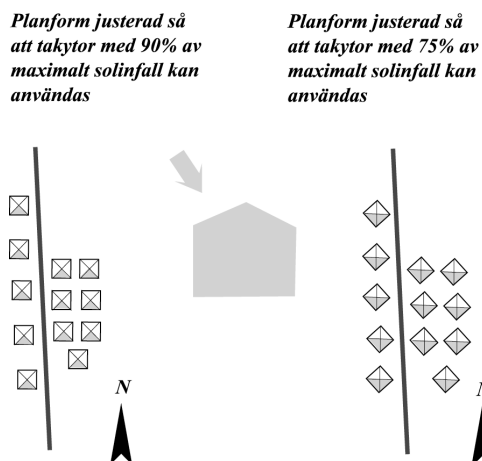 Planform justerad så
att takytor med 90% av
maximalt solinfall kan
användas
Planform justerad så
att takytor med 75% av
maximalt solinfall kan
användas
N
N